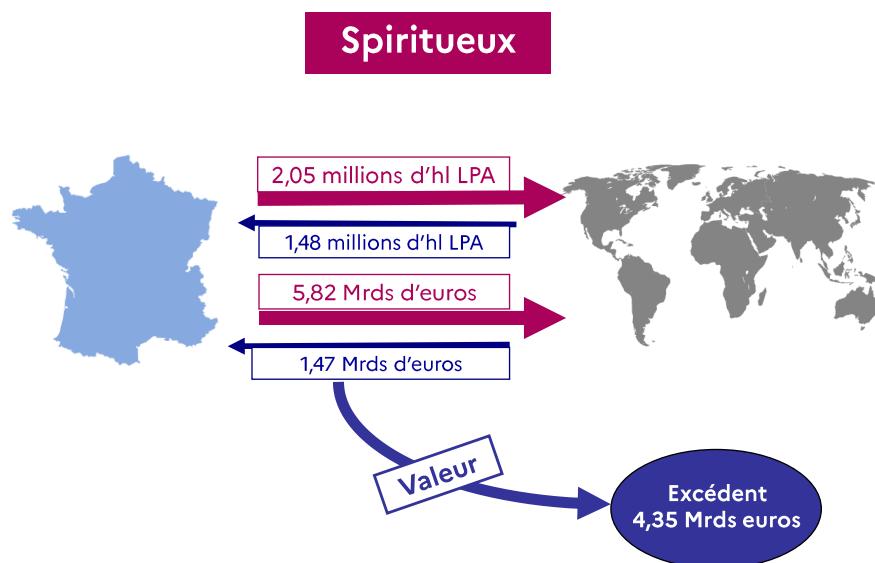 Spiritueux
2,05 millions d'hl LPA
1,48 millions d'hl LPA
5,82 Mrds d'euros
1,47 Mrds d'euros
Valeur
Excédent
4,35 Mrds euros